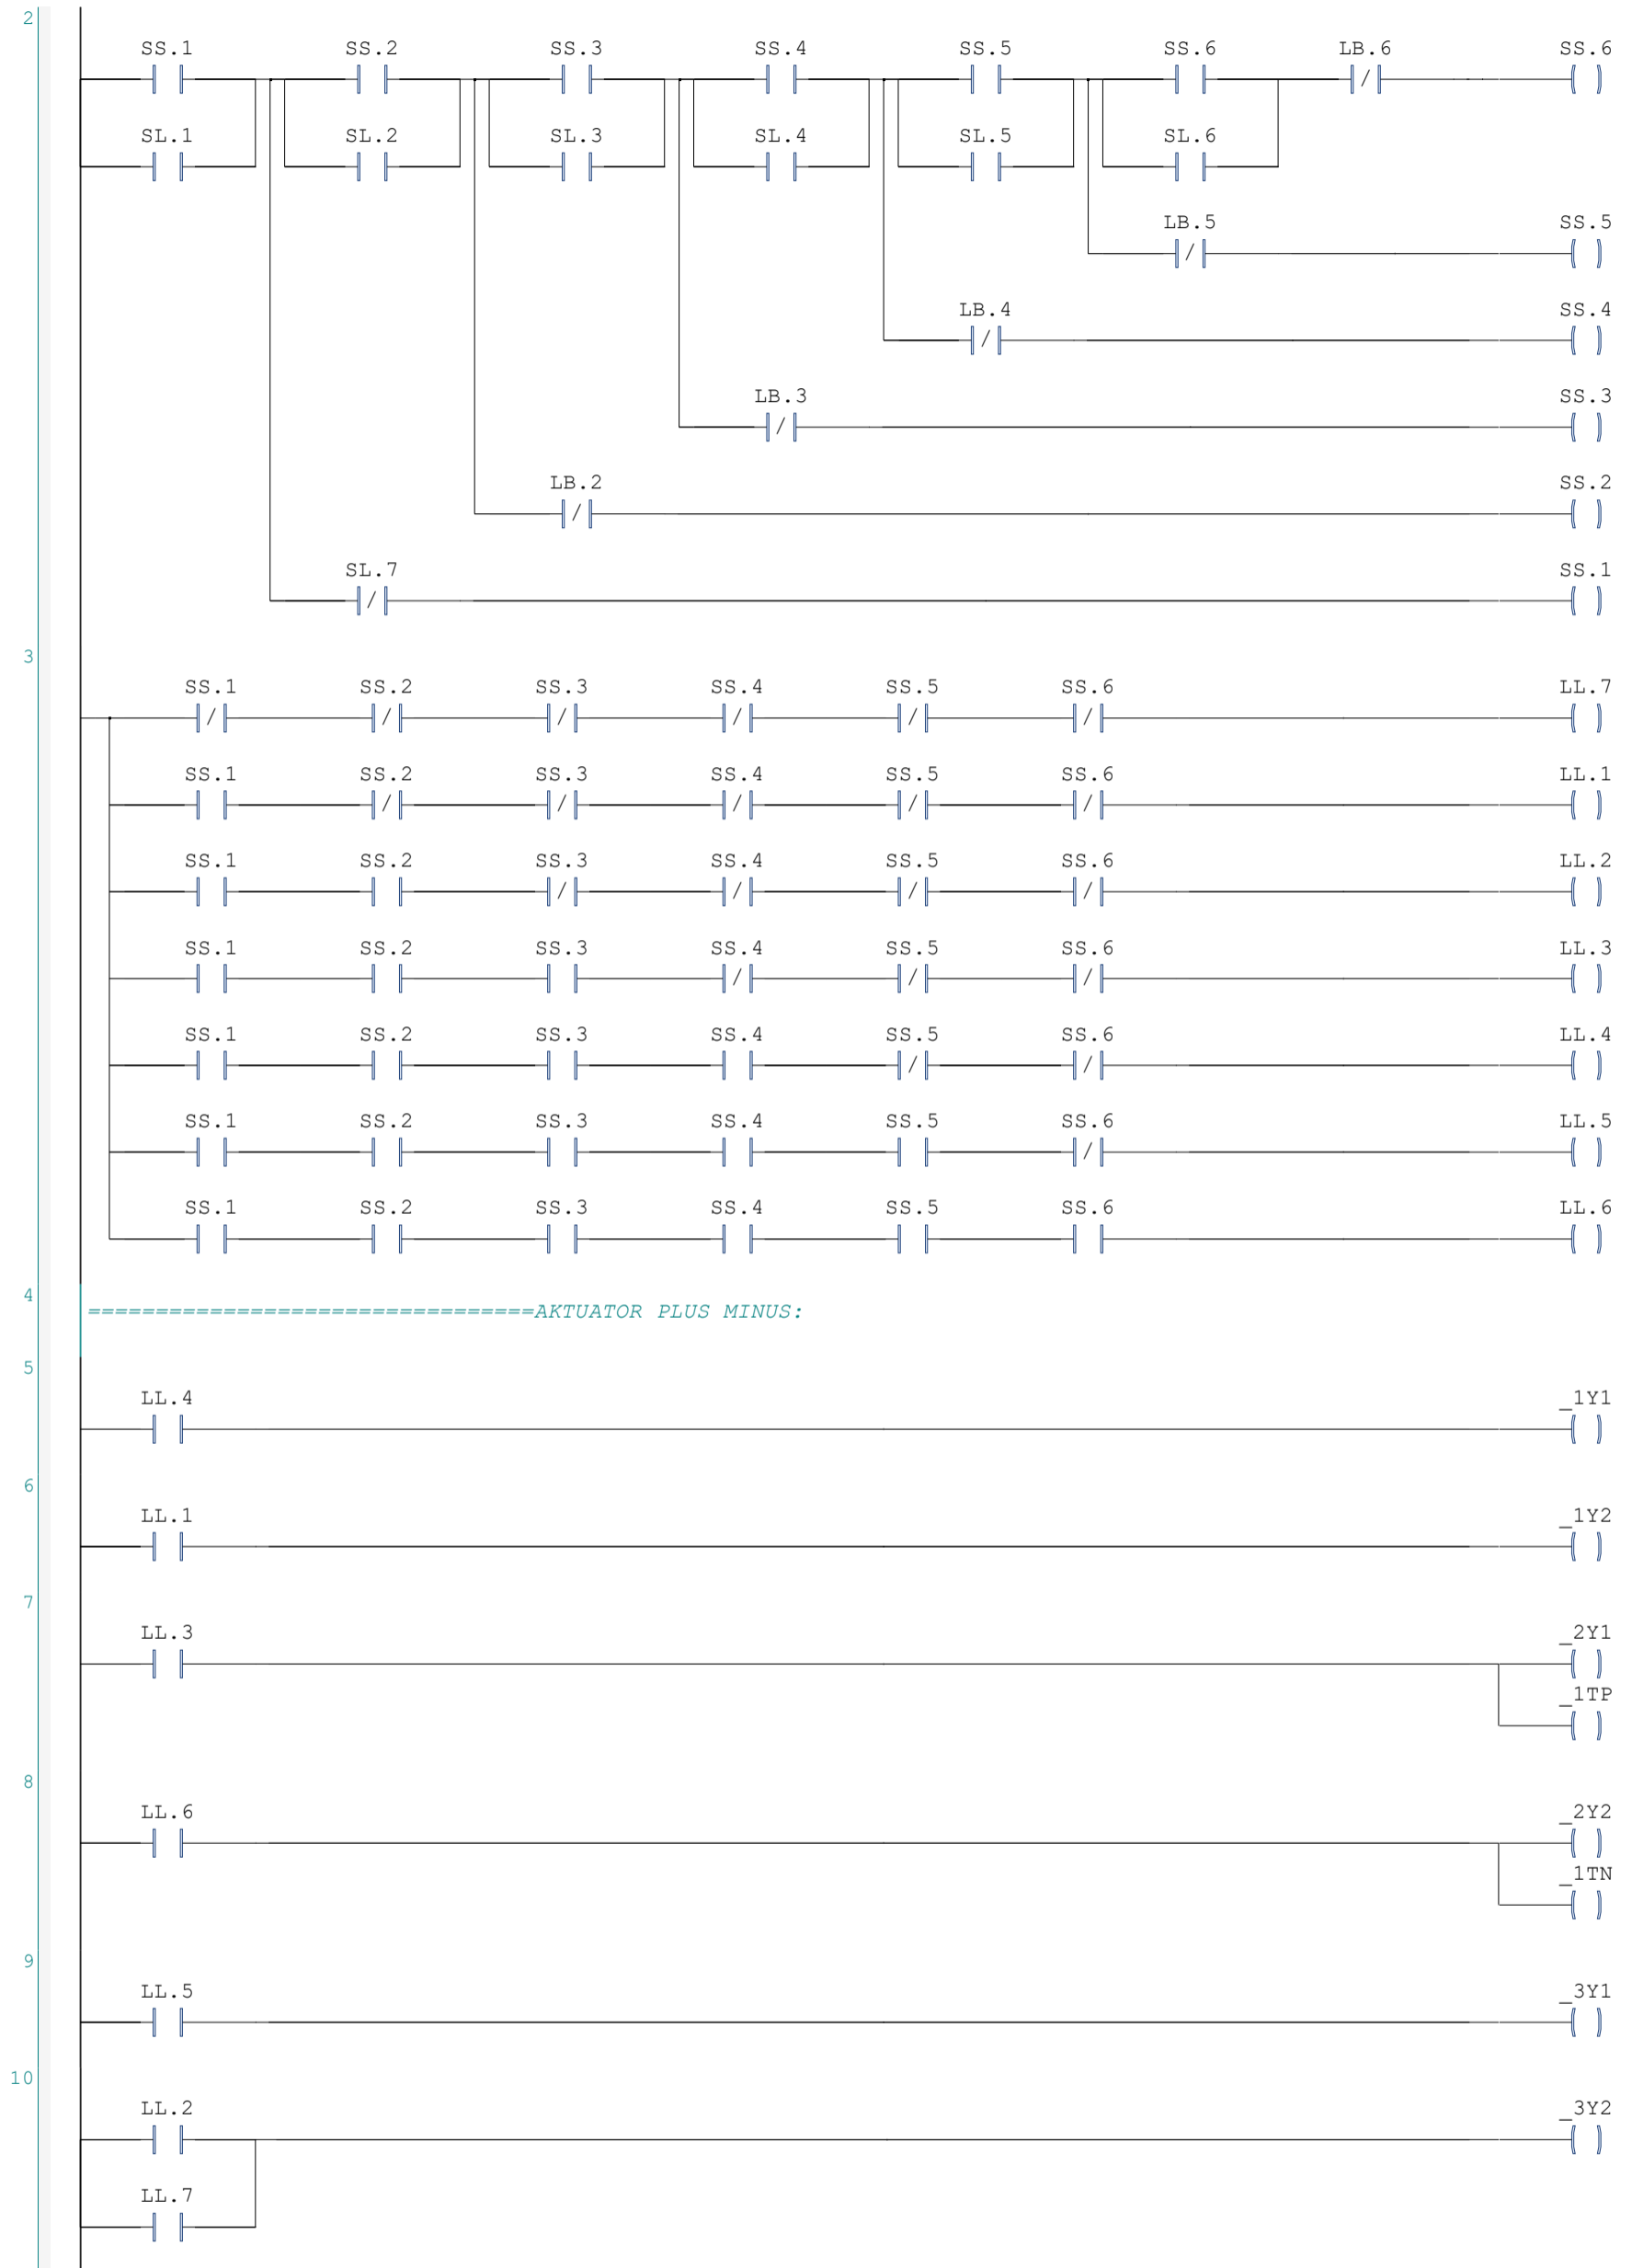 2
SS.1 SS.2 SS.3 SS.4 SS.5 SS.6 LB.6 SS.6
SL.1 SL.2 SL.3 SL.4 SL.5 SL.6
LB.5 SS.5
LB.4 SS.4
LB.3 SS.3
LB.2 SS.2
SL.7 SS.1
3
SS.1 SS.2 SS.3 SS.4 SS.5 SS.6 LL.7
SS.1 SS.2 SS.3 SS.4 SS.5 SS.6 LL.1
SS.1 SS.2 SS.3 SS.4 SS.5 SS.6 LL.2
SS.1 SS.2 SS.3 SS.4 SS.5 SS.6 LL.3
SS.1 SS.2 SS.3 SS.4 SS.5 SS.6 LL.4
SS.1 SS.2 SS.3 SS.4 SS.5 SS.6 LL.5
SS.1 SS.2 SS.3 SS.4 SS.5 SS.6 LL.6
4
=================================AKTUATOR PLUS MINUS:
5
LL.4 _1Y1
6
LL.1 _1Y2
7
LL.3 _2Y1
_1TP
8
LL.6 _2Y2
_1TN
9
LL.5 _3Y1
10
LL.2 _3Y2
LL.7